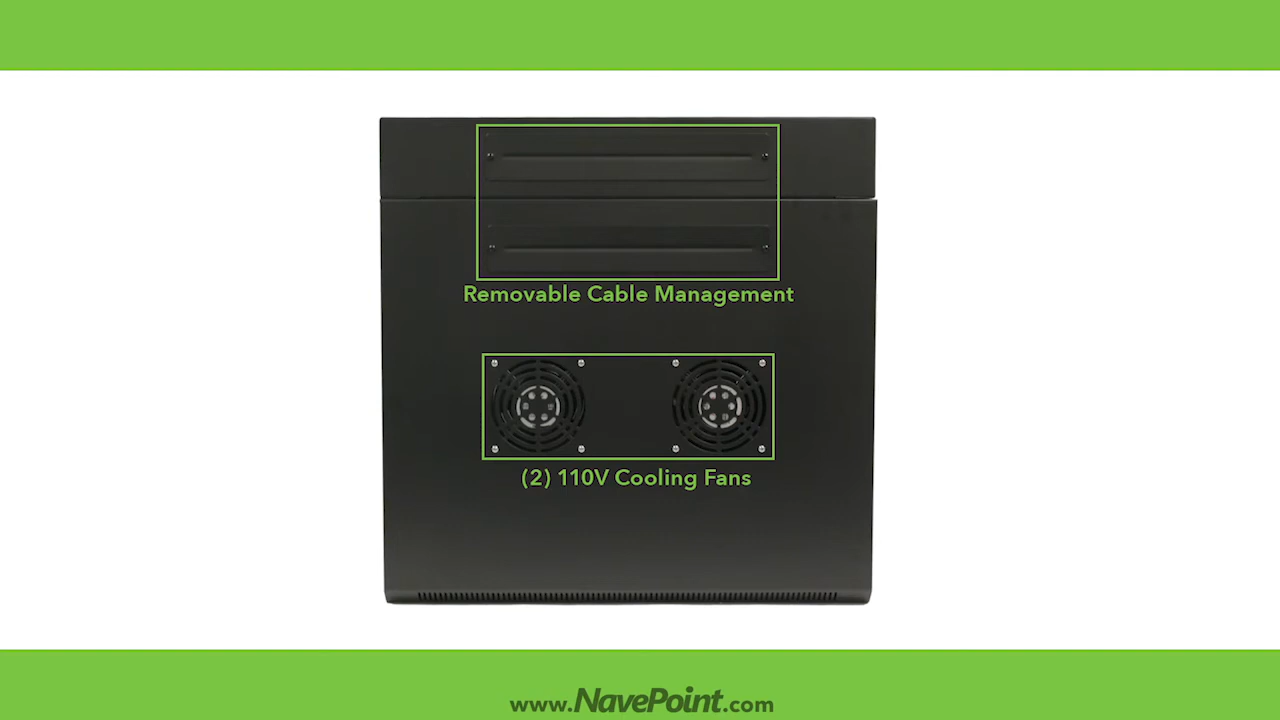 Removable Cable Management
(2) 110V Cooling Fans
www.NavePoint.com